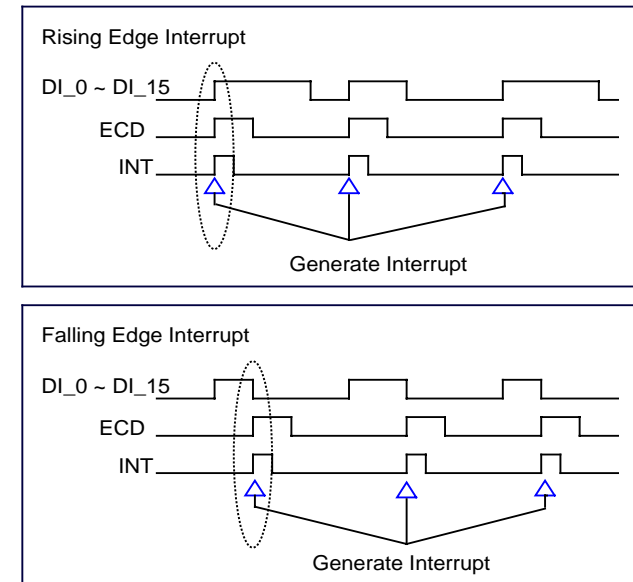 Rising Edge Interrupt
DI_0 ~ DI_15
ECD
INT
Generate Interrupt
Falling Edge Interrupt
DI_0 ~ DI_15
ECD
INT
Generate Interrupt